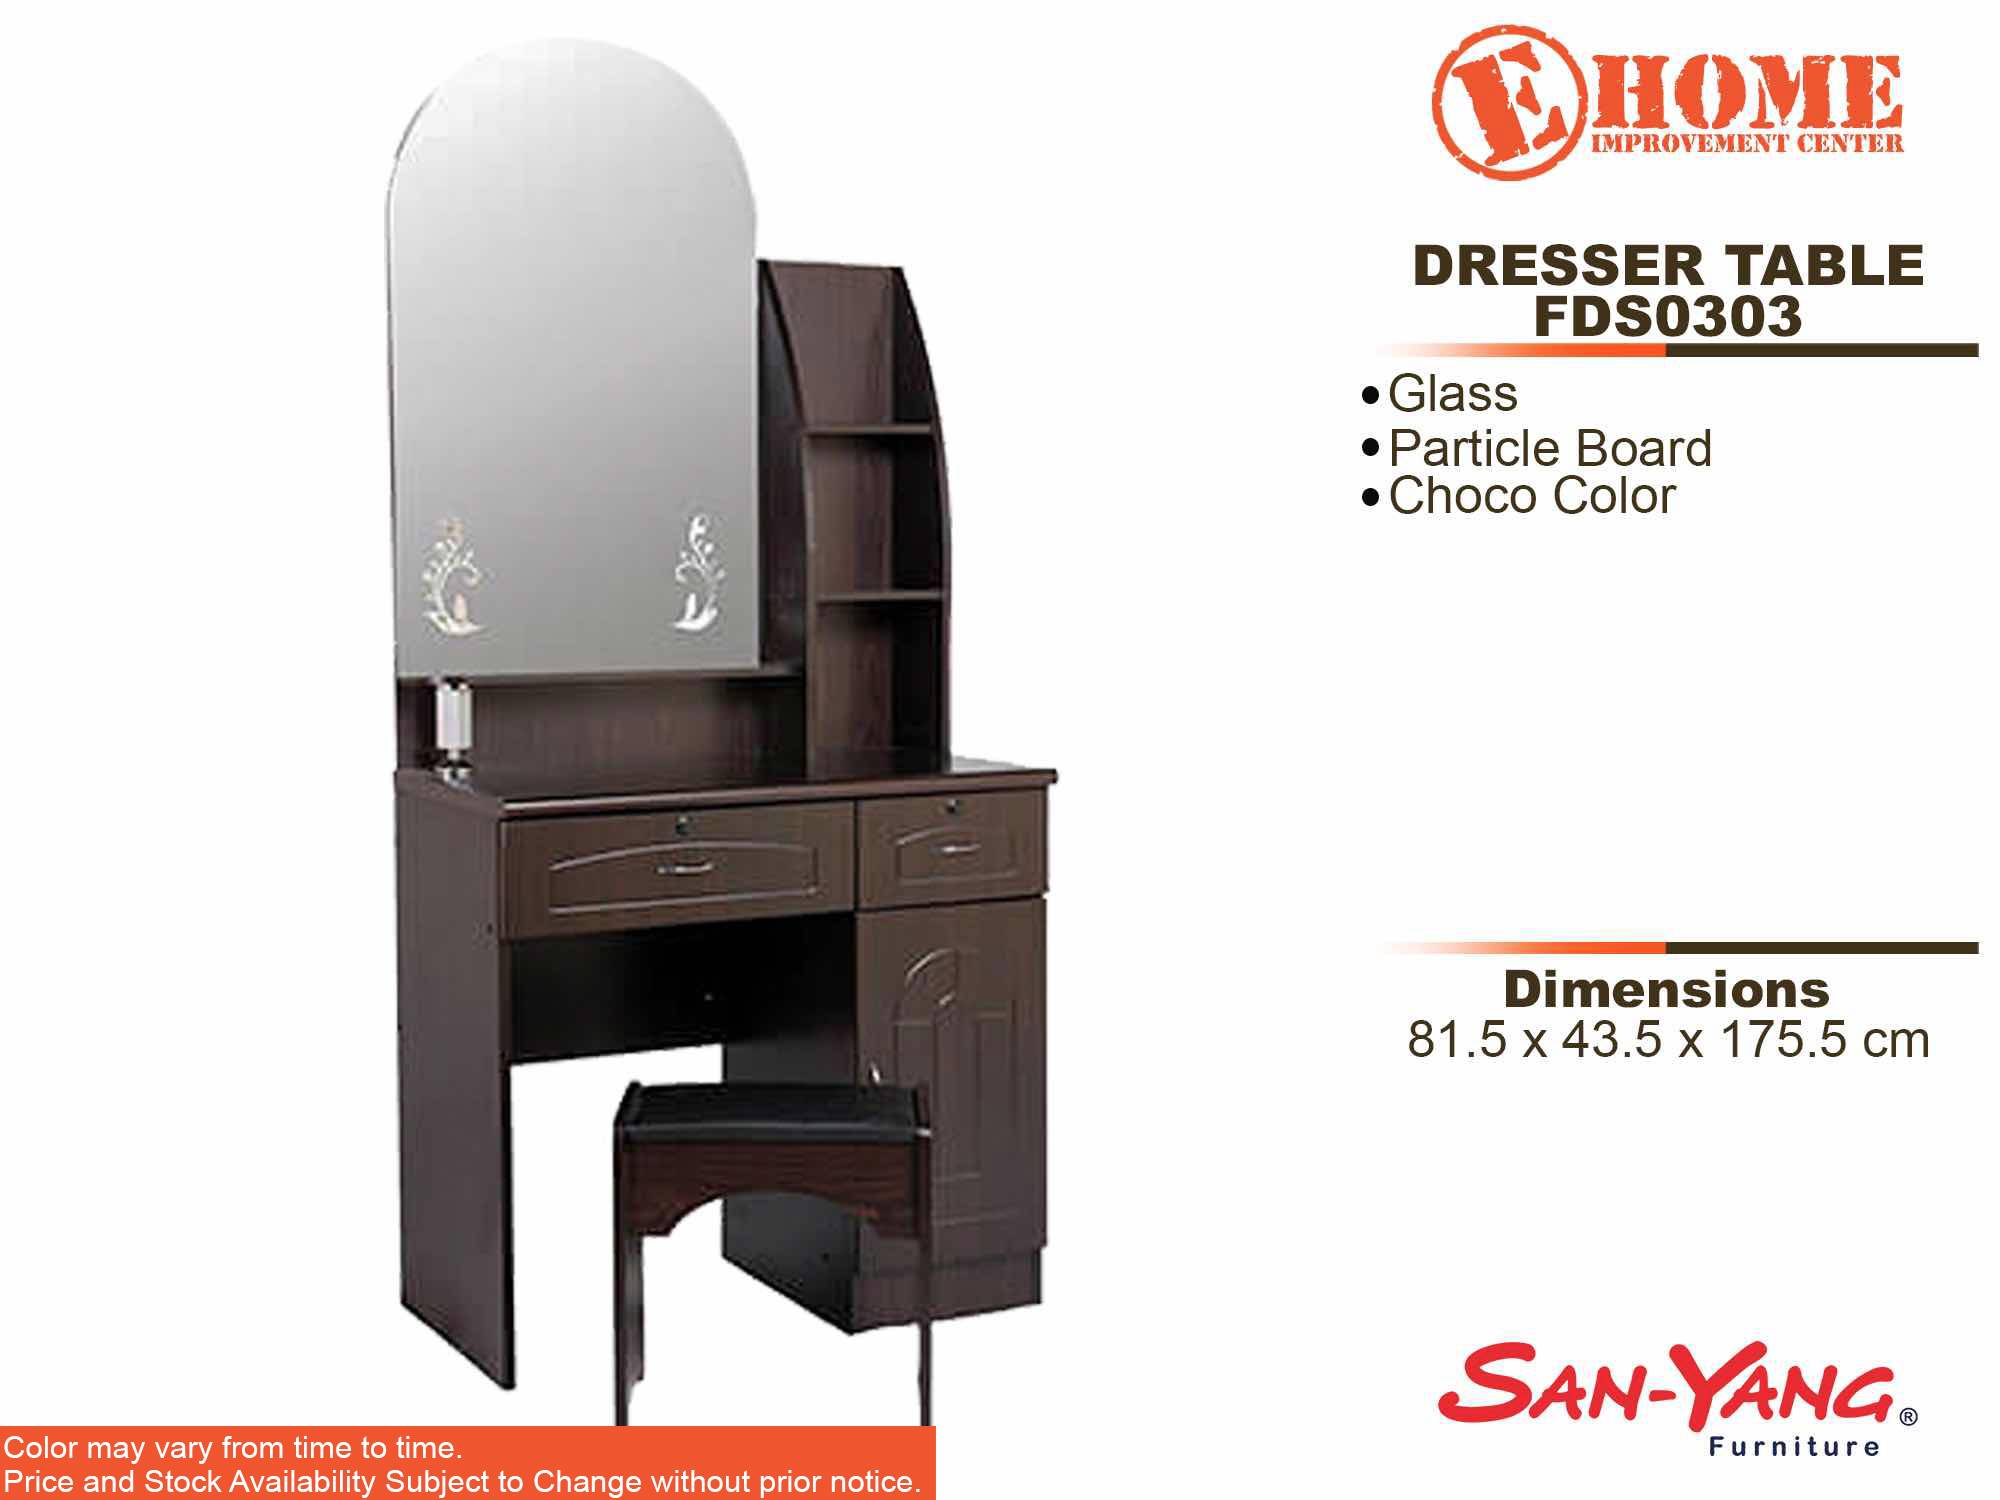 E HOME
IMPROVEMENT CENTER
DRESSER TABLE
FDS0303
• Glass
• Particle Board
• Choco Color
Dimensions
81.5 x 43.5 x 175.5 cm
SAN-YANG®
Furniture
Color may vary from time to time.
Price and Stock Availability Subject to Change without prior notice.